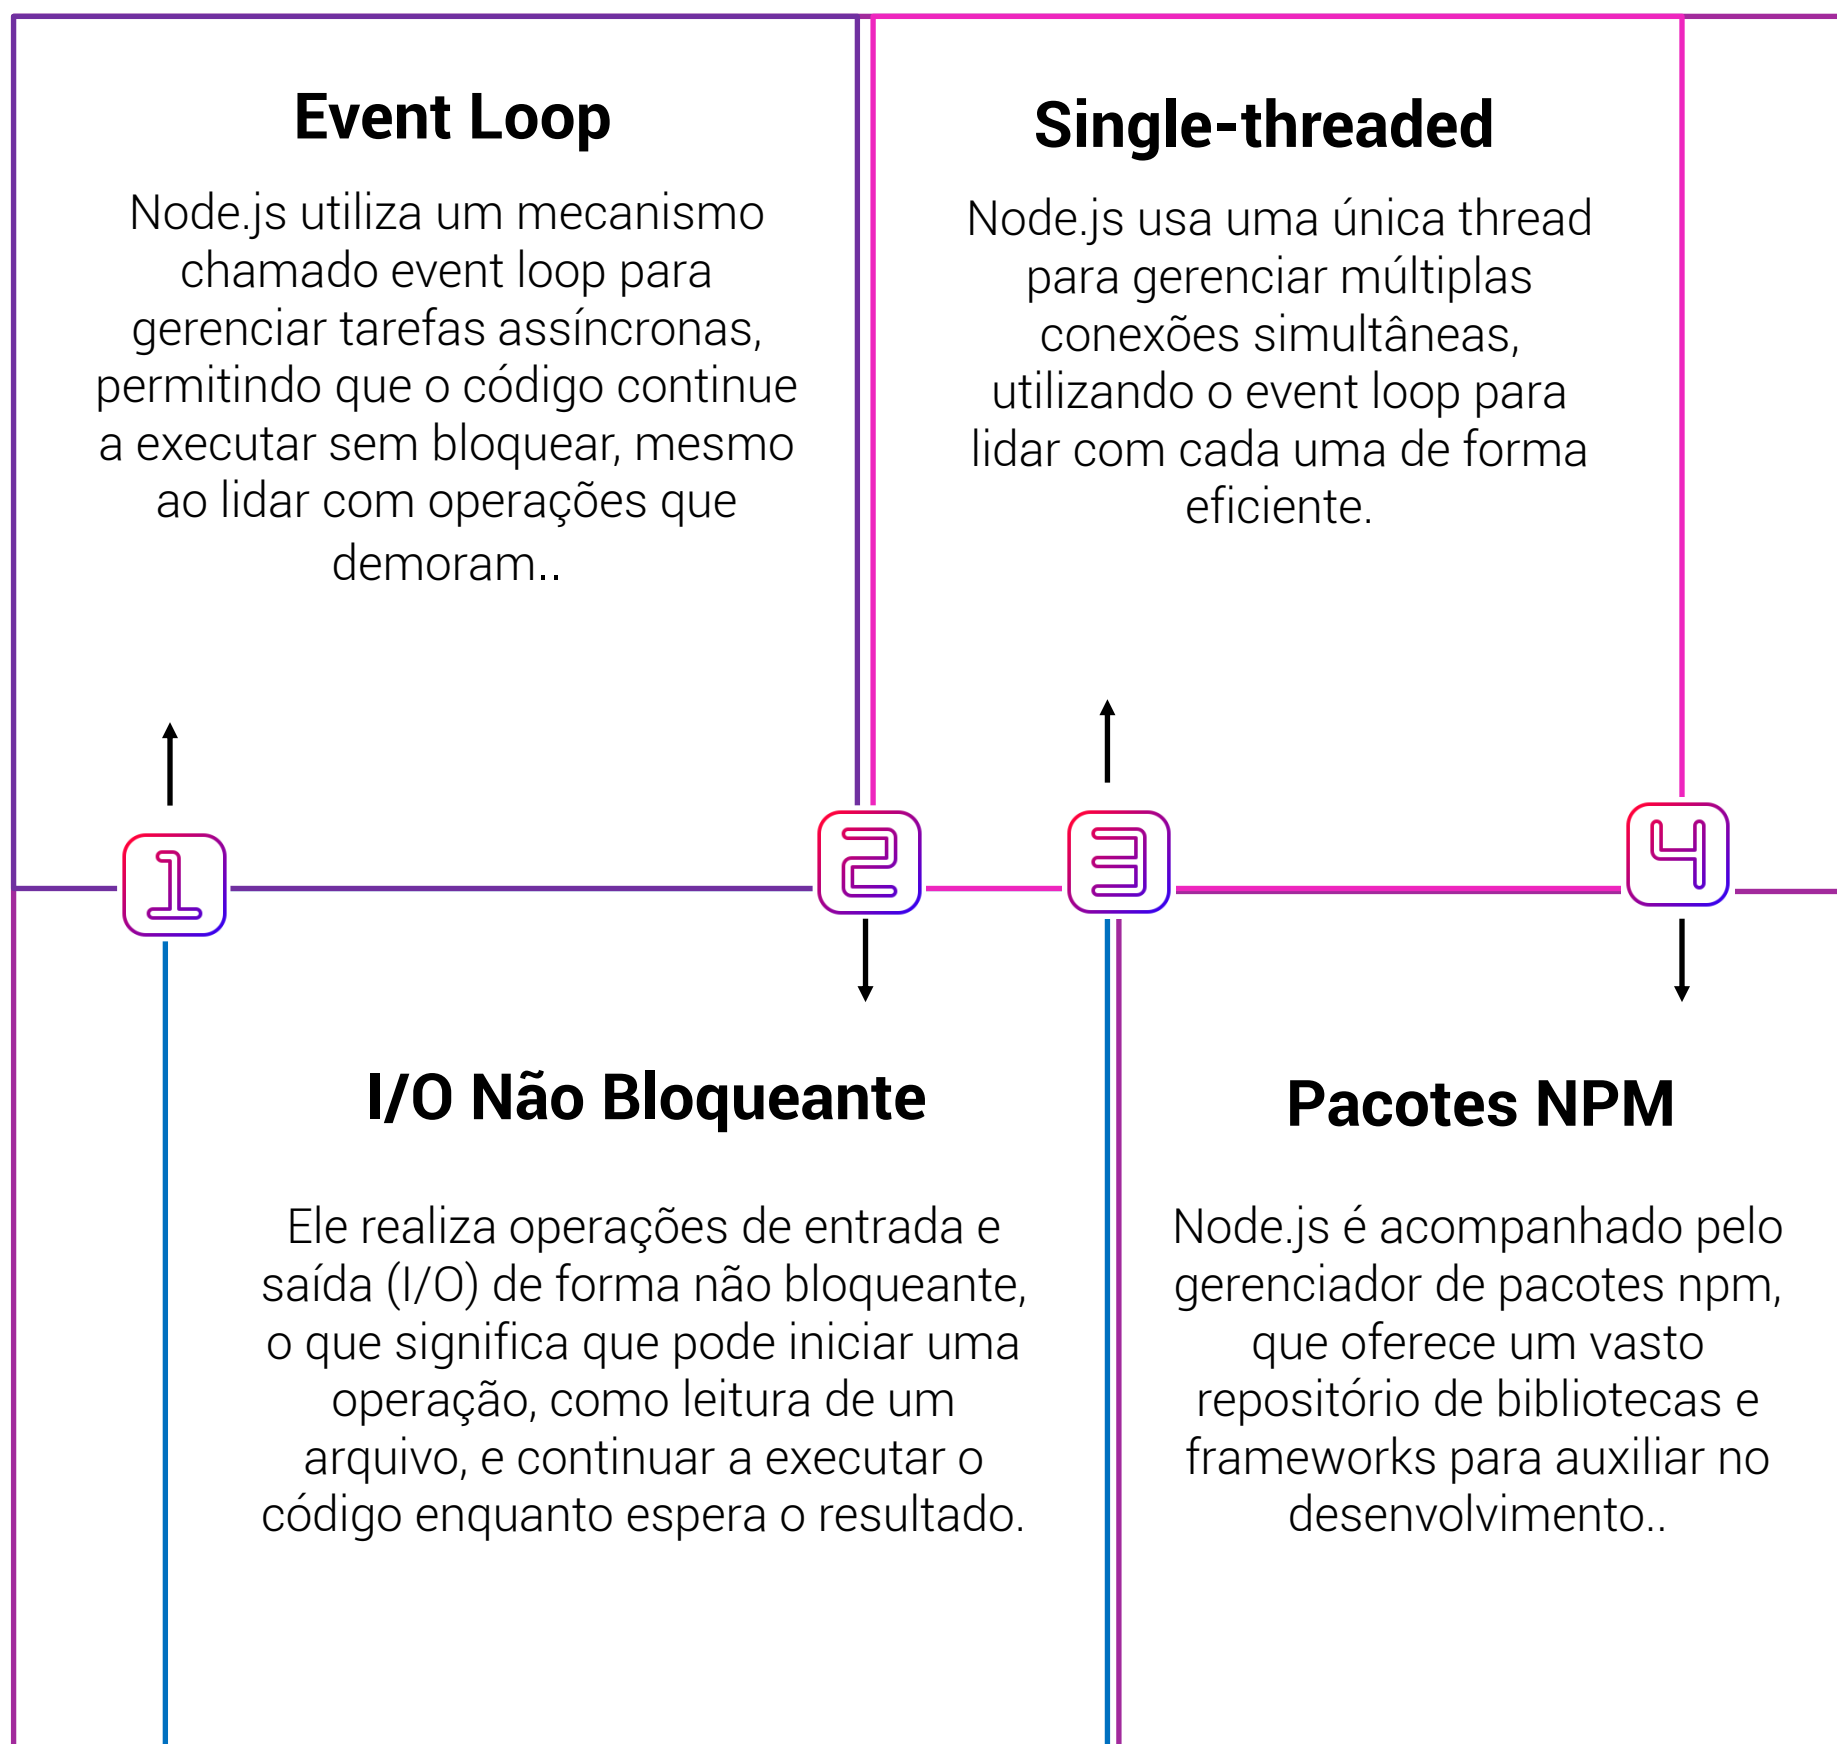 Event Loop
Node.js utiliza um mecanismo
chamado event loop para
gerenciar tarefas assíncronas,
permitindo que o código continue
a executar sem bloquear, mesmo
ao lidar com operações que
demoram..
Single-threaded
Node.js usa uma única thread
para gerenciar múltiplas
conexões simultâneas,
utilizando o event loop para
lidar com cada uma de forma
eficiente.
1
2
3
4
I/O Não Bloqueante
Ele realiza operações de entrada e
saída (I/O) de forma não bloqueante,
o que significa que pode iniciar uma
operação, como leitura de um
arquivo, e continuar a executar o
código enquanto espera o resultado.
Pacotes NPM
Node.js é acompanhado pelo
gerenciador de pacotes npm,
que oferece um vasto
repositório de bibliotecas e
frameworks para auxiliar no
desenvolvimento..